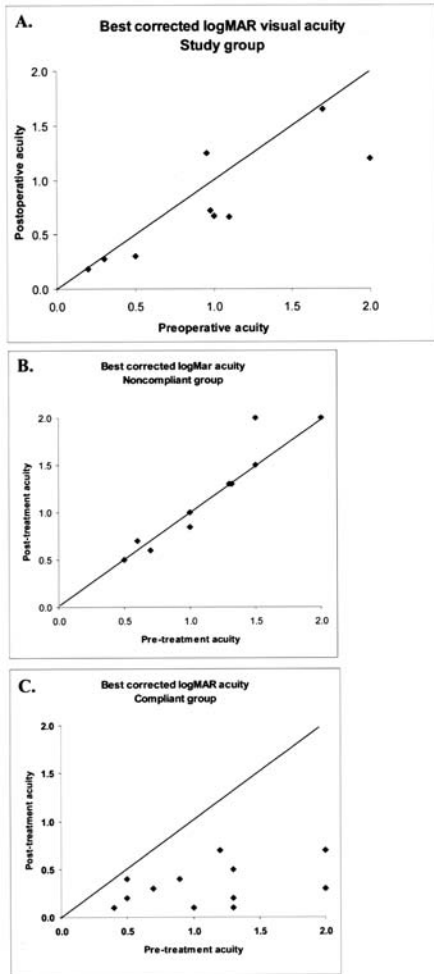 A.
Best corrected logMAR visual acuity
Study group
2.0
1.5
1.0
0.5
0.0
Postoperative acuity
0.0 0.5 1.0 1.5 2.0
Preoperative acuity
B.
Best corrected logMar acuity
Noncompliant group
2.0
1.5
1.0
0.5
0.0
Post-treatment acuity
0.0 0.5 1.0 1.5 2.0
Pre-treatment acuity
C.
Best corrected logMAR acuity
Compliant group
2.0
1.5
1.0
0.5
0.0
Post-treatment acuity
0.0 0.5 1.0 1.5 2.0
Pre-treatment acuity